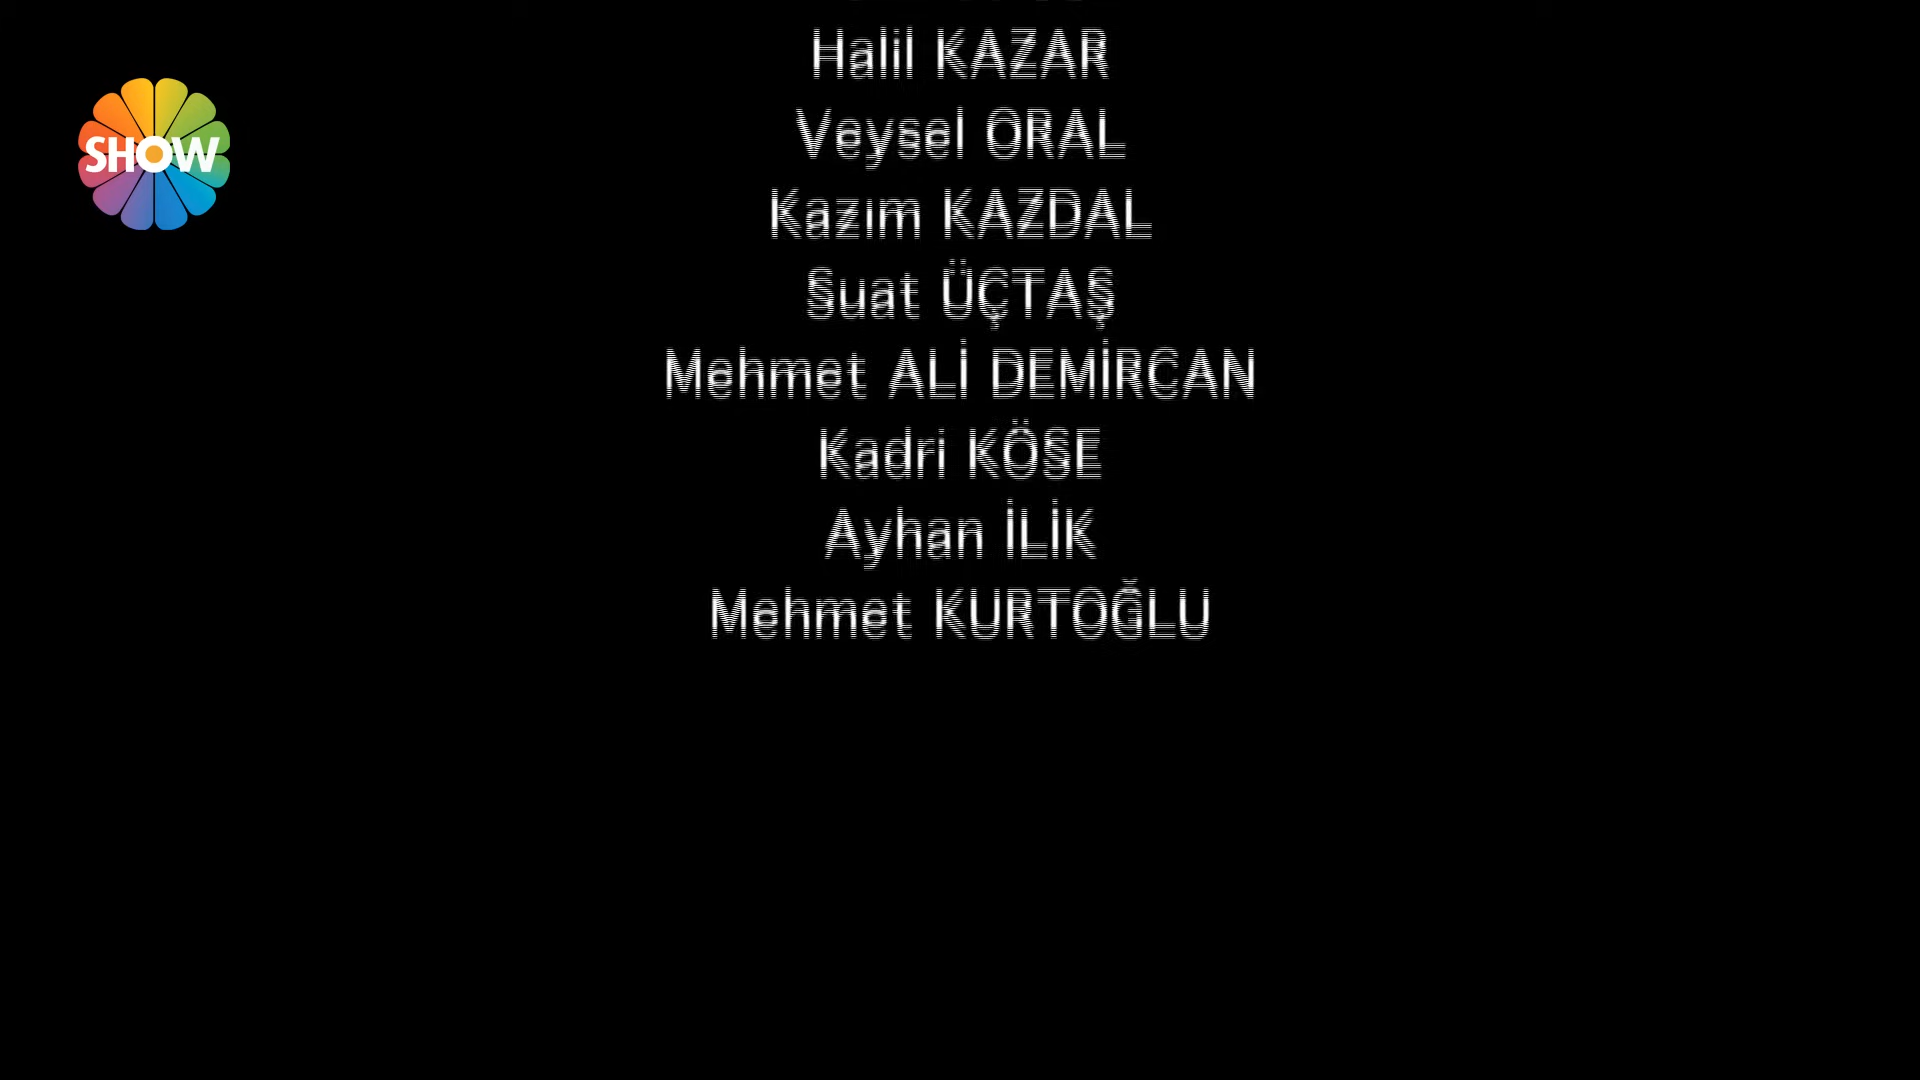 Halil KAZAR
SHOW
Veysel ORAL
Kazım KAZDAL
Suat ÜÇTAŞ
Mehmet ALİ DEMİRCAN
Kadri KÖSE
Ayhan İLİK
Mehmet KURTOĞLU